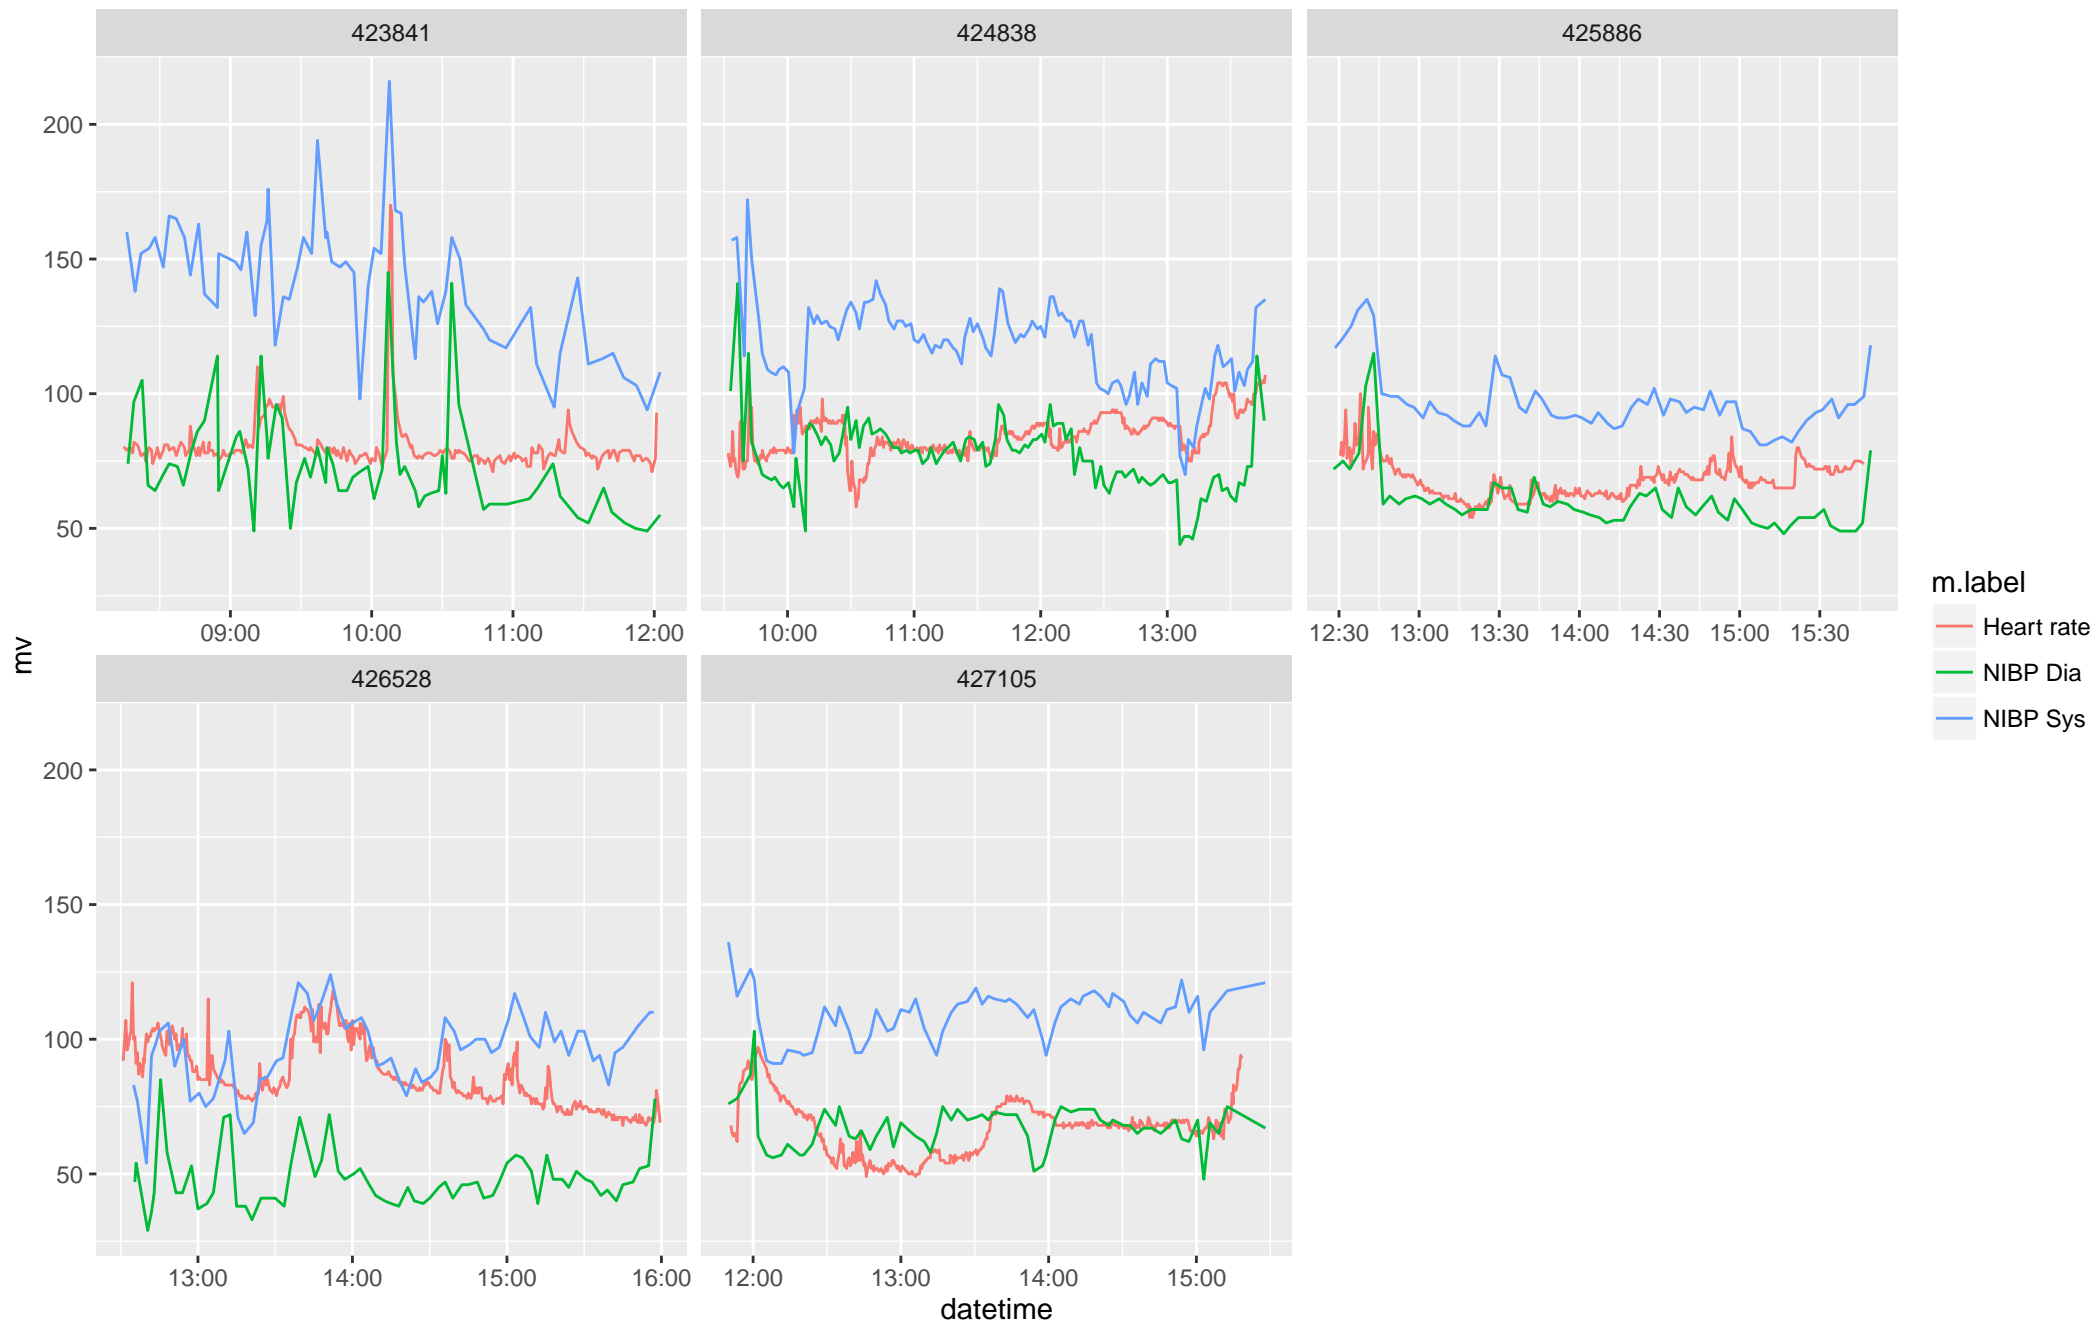 423841
424838
425886
200
150
100
50
09:00 10:00 11:00 12:00
10:00 11:00 12:00 13:00
12:30 13:00 13:30 14:00 14:30 15:00 15:30
mv
m.label
Heart rate
NIBP Dia
NIBP Sys
426528
427105
200
150
100
50
13:00 14:00 15:00 16:00
12:00 13:00 14:00 15:00
datetime